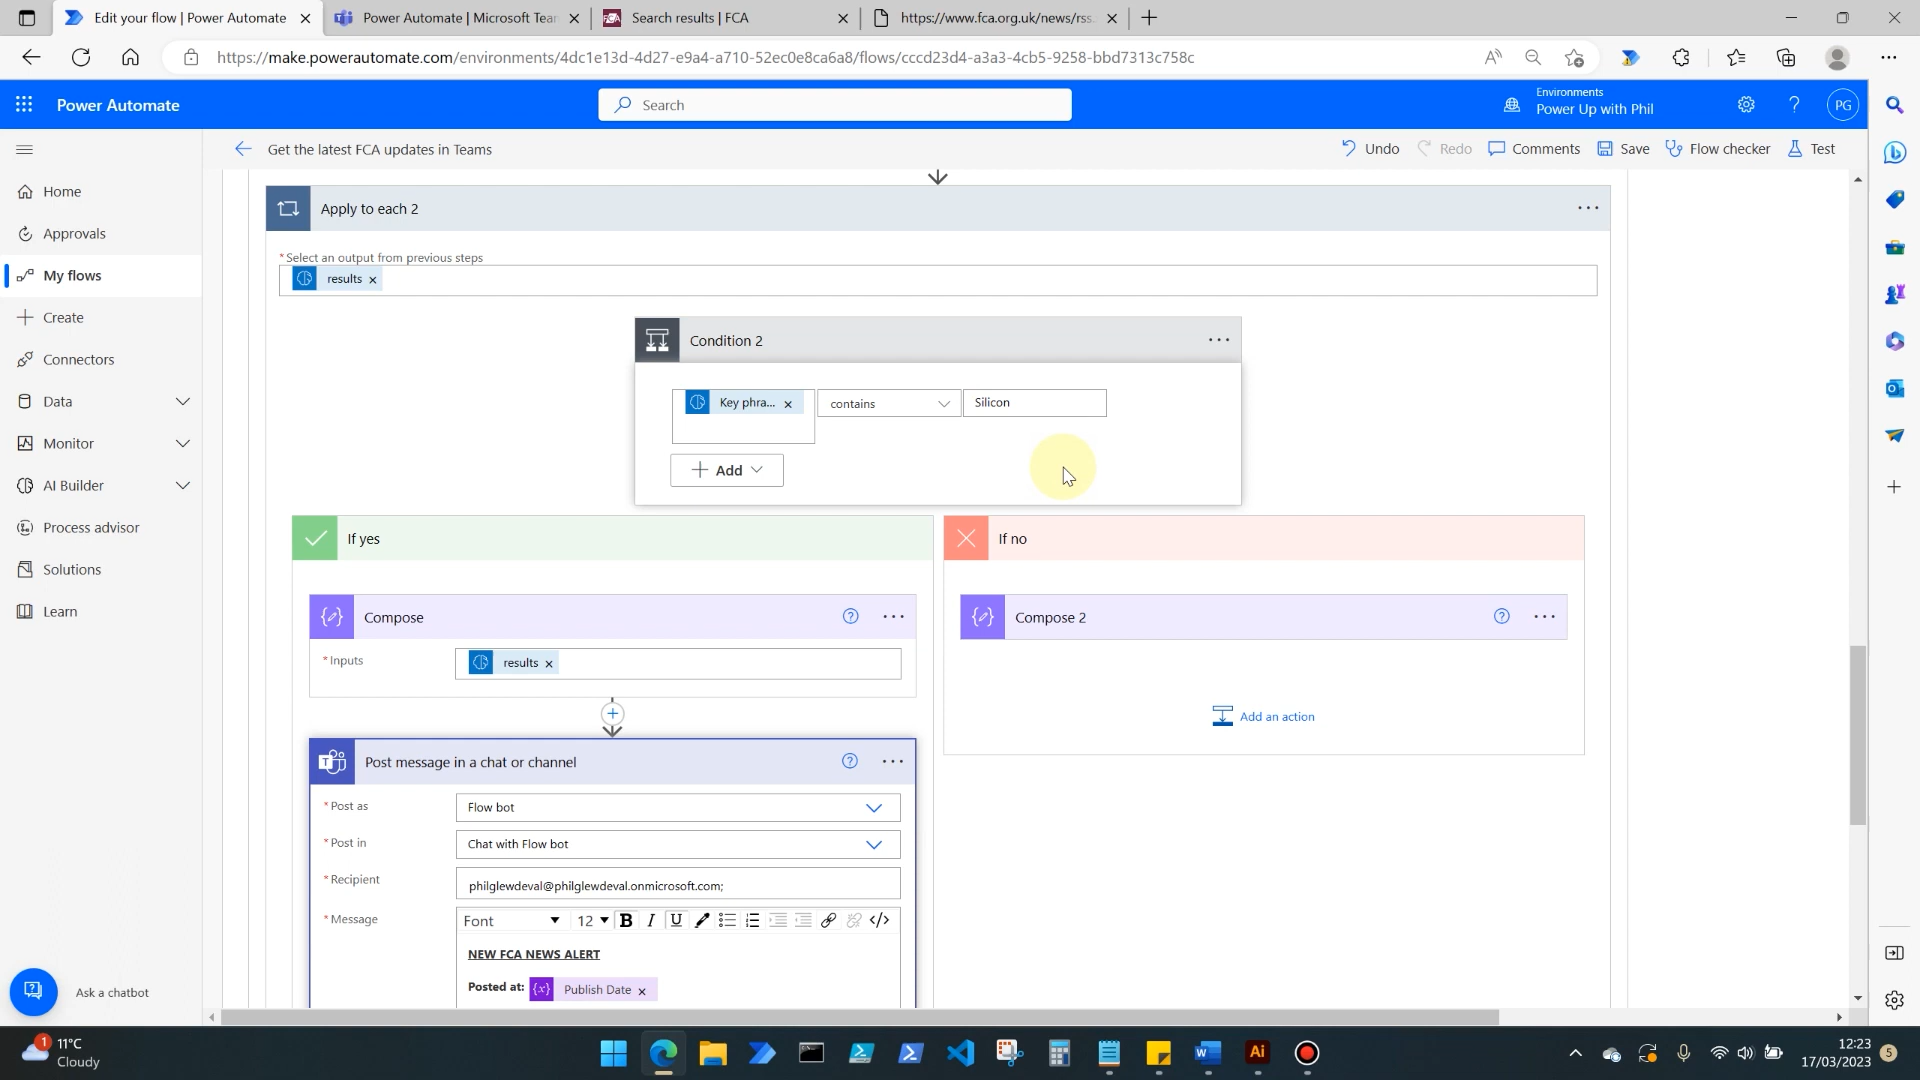 Edit your flow | Power Automate
Power Automate | Microsoft Tear
FCA
Search results | FCA
https://www.fca.org.uk/news/rss.
https://make.powerautomate.com/environments/4dc1e13d-4d27-e9a4-a710-52ec0e8ca6a8/flows/cccd23d4-a3a3-4cb5-9258-bbd7313c758c
Power Automate
Search
Environments
Power Up with Phil
PG
Get the latest FCA updates in Teams
Undo
Redo
Comments
Save
Flow checker
Test
Home
Approvals
My flows
Create
Connectors
Data
Monitor
AI Builder
Process advisor
Solutions
Learn
Ask a chatbot
Apply to each 2
* Select an output from previous steps
results
Condition 2
Key phra...
contains
Silicon
Add
If yes
If no
Compose
* Inputs
results
Compose 2
Add an action
Post message in a chat or channel
* Post as
Flow bot
* Post in
Chat with Flow bot
* Recipient
philglewdeval@philglewdeval.onmicrosoft.com;
* Message
Font
12
B
I
U
</>
NEW FCA NEWS ALERT
Posted at:
Publish Date
1
11°C
Cloudy
Ai
12:23
17/03/2023
5